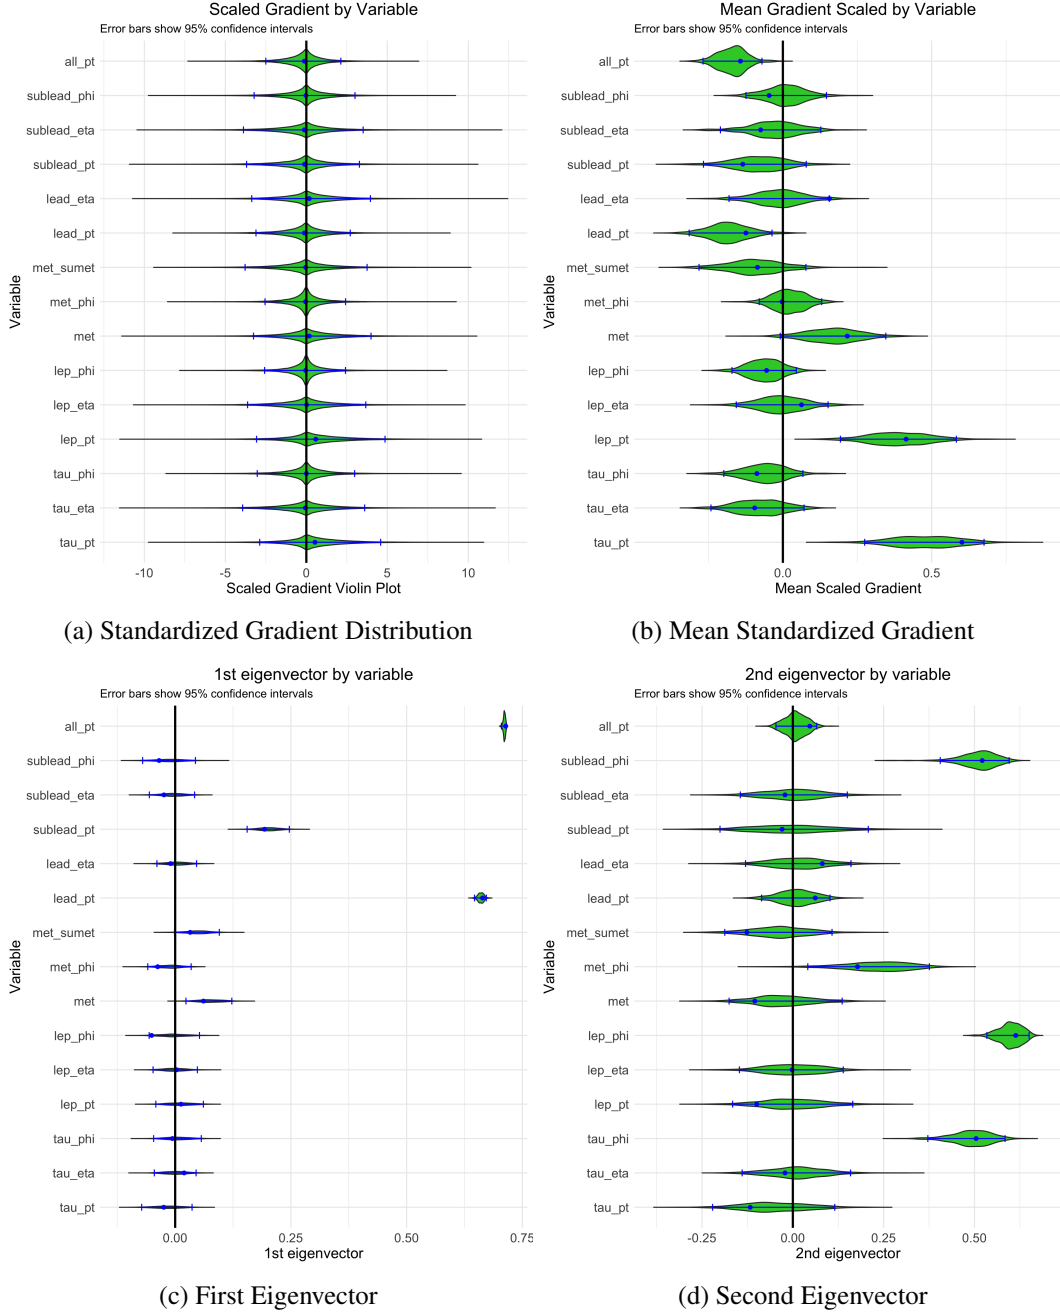 Scaled Gradient by Variable
Error bars show 95% confidence intervals
Variable
all_pt
sublead_phi
sublead_eta
sublead_pt
lead_eta
lead_pt
met_sumet
met_phi
met
lep_phi
lep_eta
lep_pt
tau_phi
tau_eta
tau_pt
-10 -5 0 5 10
Scaled Gradient Violin Plot
(a) Standardized Gradient Distribution
Mean Gradient Scaled by Variable
Error bars show 95% confidence intervals
Variable
all_pt
sublead_phi
sublead_eta
sublead_pt
lead_eta
lead_pt
met_sumet
met_phi
met
lep_phi
lep_eta
lep_pt
tau_phi
tau_eta
tau_pt
0.0 0.5
Mean Scaled Gradient
(b) Mean Standardized Gradient
1st eigenvector by variable
Error bars show 95% confidence intervals
Variable
all_pt
sublead_phi
sublead_eta
sublead_pt
lead_eta
lead_pt
met_sumet
met_phi
met
lep_phi
lep_eta
lep_pt
tau_phi
tau_eta
tau_pt
0.00 0.25 0.50 0.75
1st eigenvector
(c) First Eigenvector
2nd eigenvector by variable
Error bars show 95% confidence intervals
Variable
all_pt
sublead_phi
sublead_eta
sublead_pt
lead_eta
lead_pt
met_sumet
met_phi
met
lep_phi
lep_eta
lep_pt
tau_phi
tau_eta
tau_pt
-0.25 0.00 0.25 0.50
2nd eigenvector
(d) Second Eigenvector